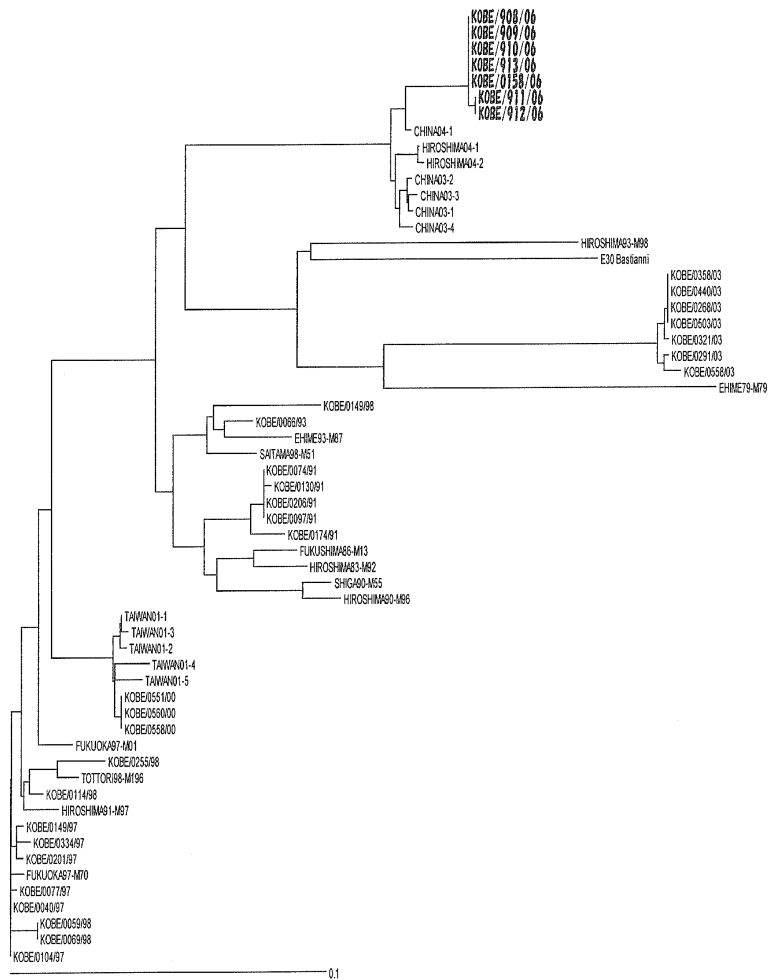 KOBE/908/06
KOBE/909/06
KOBE/910/06
KOBE/913/06
KOBE/0158/06
KOBE/911/06
KOBE/912/06
CHINA04-1
HIROSHIMA04-1
HIROSHIMA04-2
CHINA03-2
CHINA03-3
CHINA03-1
CHINA03-4
HIROSHIMA93-M98
E30 Bastianni
KOBE/0358/03
KOBE/0440/03
KOBE/0268/03
KOBE/0503/03
KOBE/0321/03
KOBE/0291/03
KOBE/0558/03
EHIME79-M79
KOBE/0149/98
KOBE/0066/93
EHIME93-M87
SAITAMA98-M51
KOBE/0074/91
KOBE/0130/91
KOBE/0206/91
KOBE/0097/91
KOBE/0174/91
FUKUSHIMA86-M13
HIROSHIMA83-M92
SHIGA90-M55
HIROSHIMA90-M96
TAIWAN01-1
TAIWAN01-3
TAIWAN01-2
TAIWAN01-4
TAIWAN01-5
KOBE/0551/00
KOBE/0560/00
KOBE/0558/00
FUKUOKA97-M01
KOBE/0255/98
TOTTORI98-M196
KOBE/0114/98
HIROSHIMA91-M97
KOBE/0149/97
KOBE/0334/97
KOBE/0201/97
FUKUOKA97-M70
KOBE/0077/97
KOBE/0040/97
KOBE/0059/98
KOBE/0069/98
KOBE/0104/97
0.1